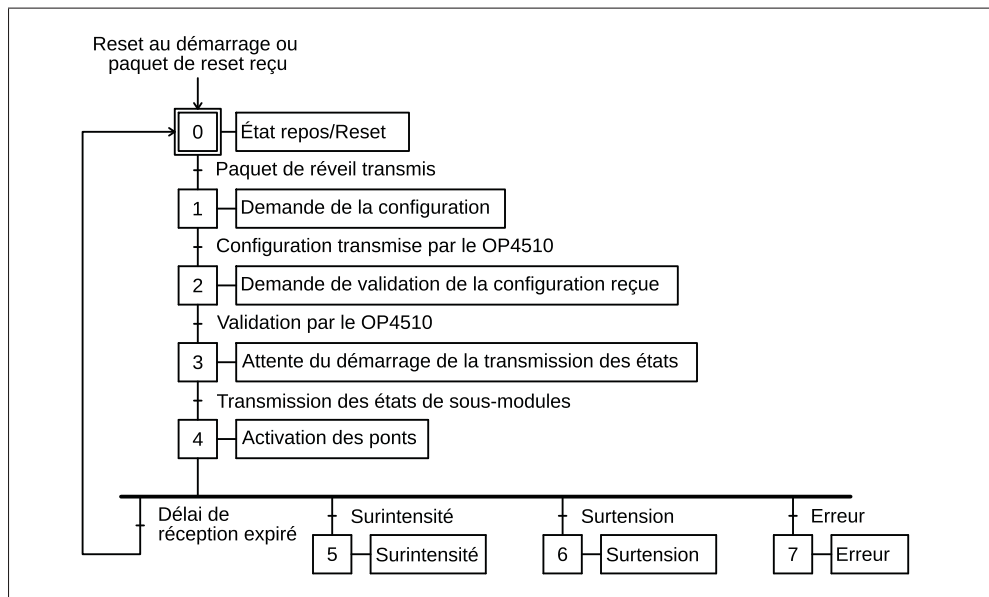 Reset au démarrage ou
paquet de reset reçu
0
État repos/Reset
Paquet de réveil transmis
1
Demande de la configuration
Configuration transmise par le OP4510
2
Demande de validation de la configuration reçue
Validation par le OP4510
3
Attente du démarrage de la transmission des états
Transmission des états de sous-modules
4
Activation des ponts
Délai de
réception expiré
Surintensité
Surtension
Erreur
5
Surintensité
6
Surtension
7
Erreur